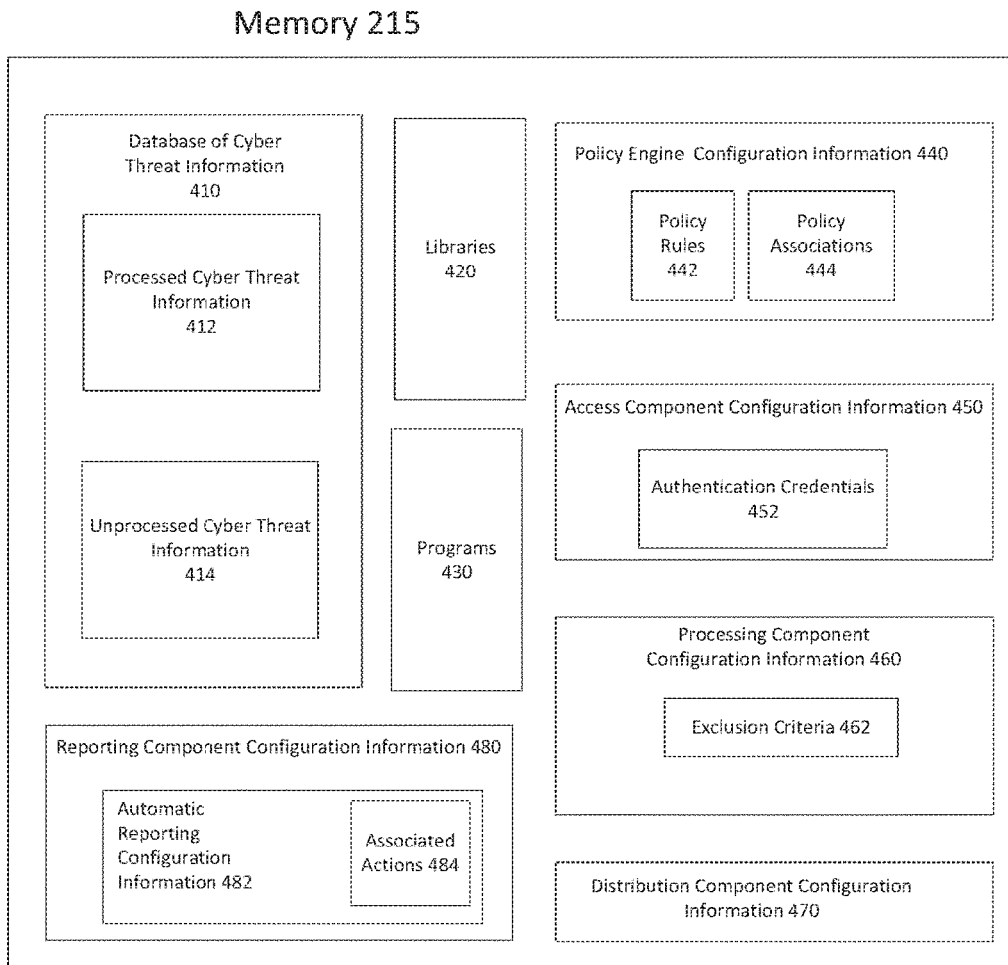 Memory 215
Database of Cyber
Threat Information
410
Processed Cyber Threat
Information
412
Unprocessed Cyber Threat
Information
414
Libraries
420
Programs
430
Policy Engine Configuration Information 440
Policy
Rules
442
Policy
Associations
444
Access Component Configuration Information 450
Authentication Credentials
452
Processing Component
Configuration Information 460
Exclusion Criteria 462
Reporting Component Configuration Information 480
Automatic
Reporting
Configuration
Information 482
Associated
Actions 484
Distribution Component Configuration
Information 470